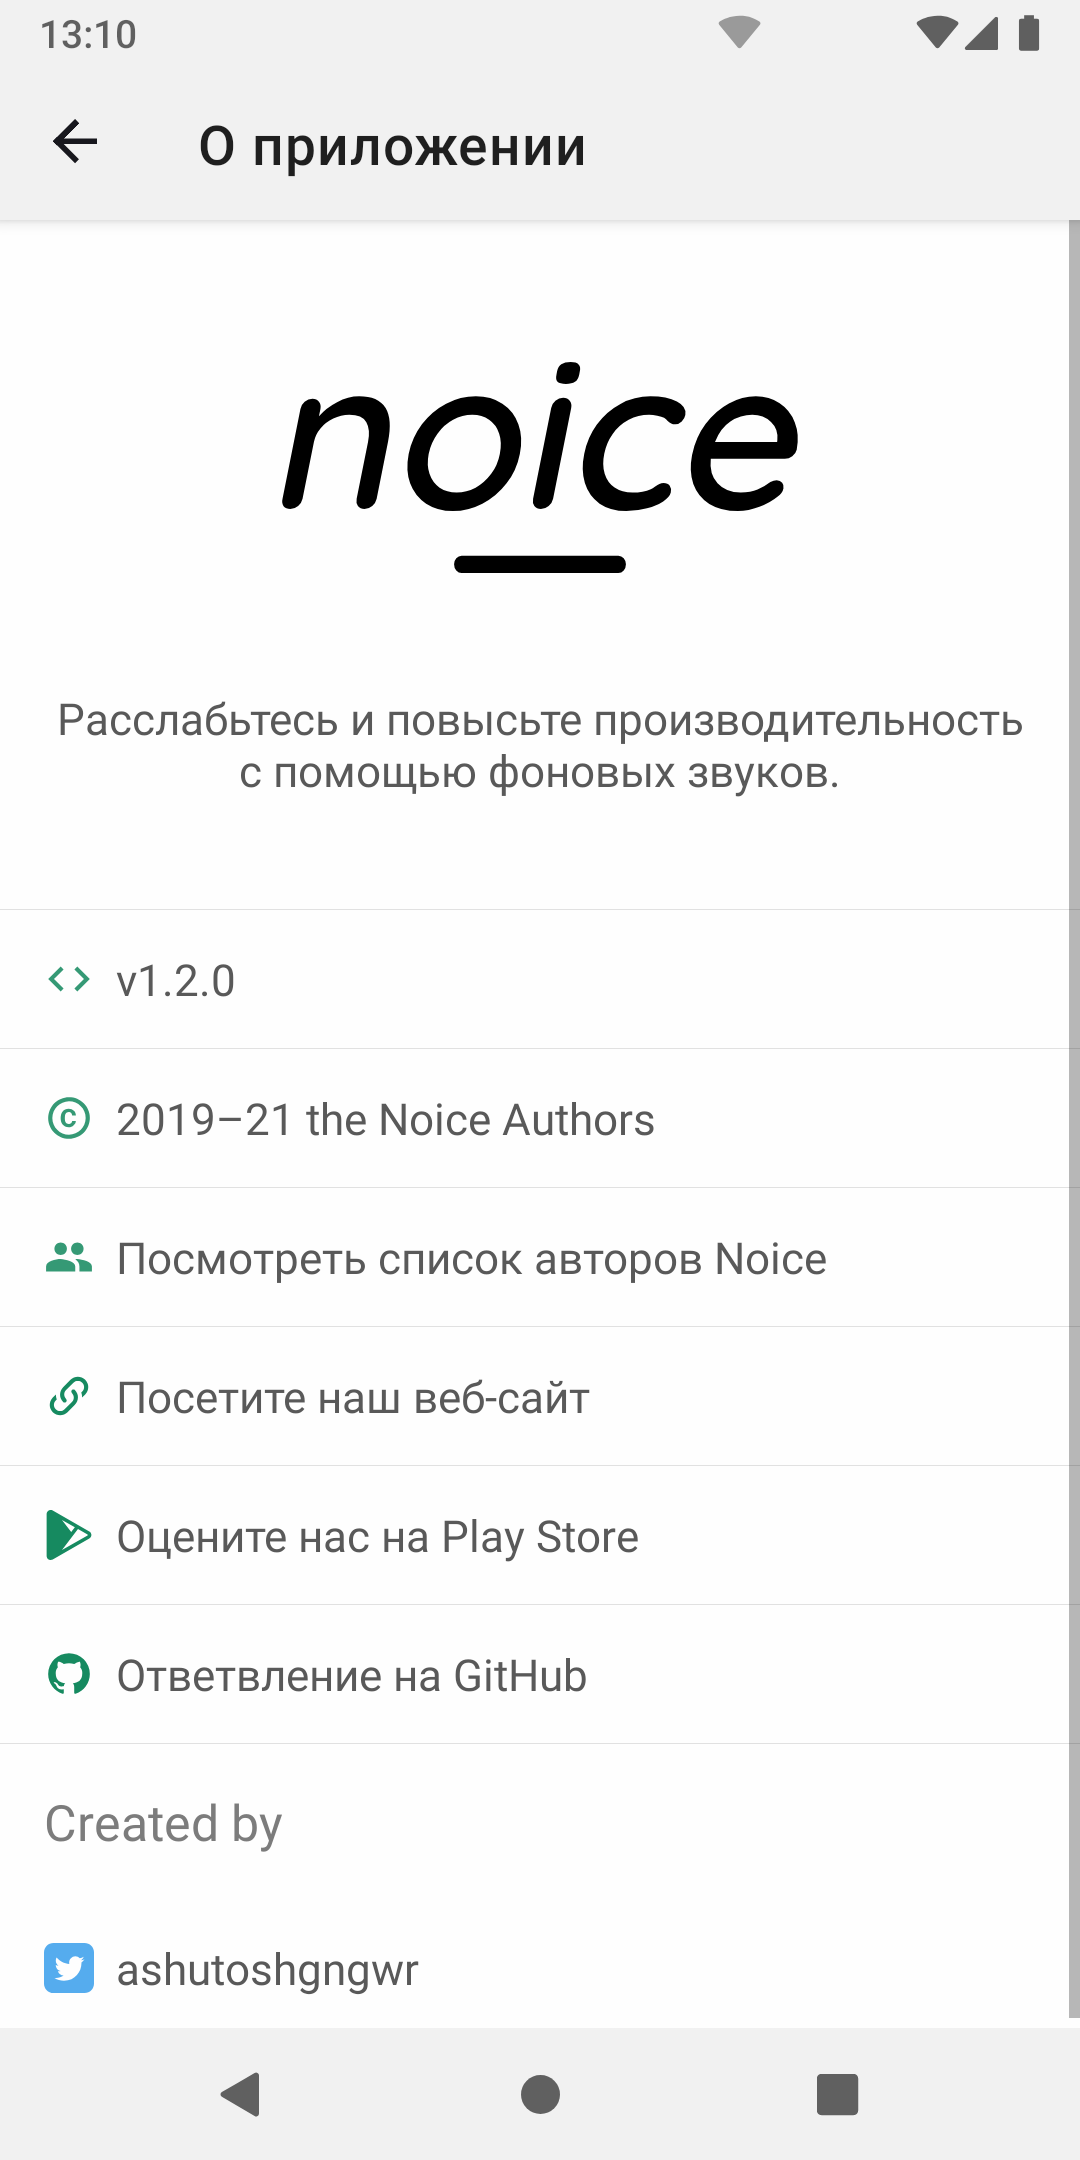 13:10
О приложении
noice
Расслабьтесь и повысьте производительность
с помощью фоновых звуков.
v1.2.0
2019–21 the Noice Authors
Посмотреть список авторов Noice
Посетите наш веб-сайт
Оцените нас на Play Store
Ответвление на GitHub
Created by
ashutoshgngwr